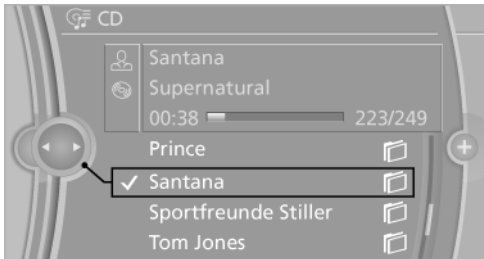 CD
Santana
Supernatural
00:38 223/249
Prince
Santana
Sportfreunde Stiller
Tom Jones